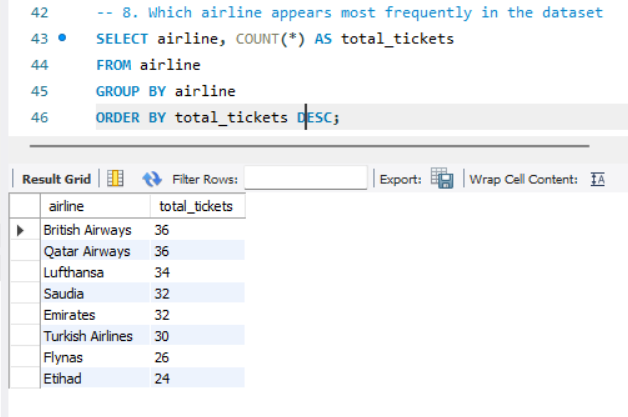 42 -- 8. Which airline appears most frequently in the dataset
43 SELECT airline, COUNT(*) AS total_tickets
44 FROM airline
45 GROUP BY airline
46 ORDER BY total_tickets DESC;
Result Grid Filter Rows: Export: Wrap Cell Content: IA
airline total_tickets
British Airways 36
Qatar Airways 36
Lufthansa 34
Saudia 32
Emirates 32
Turkish Airlines 30
Flynas 26
Etihad 24